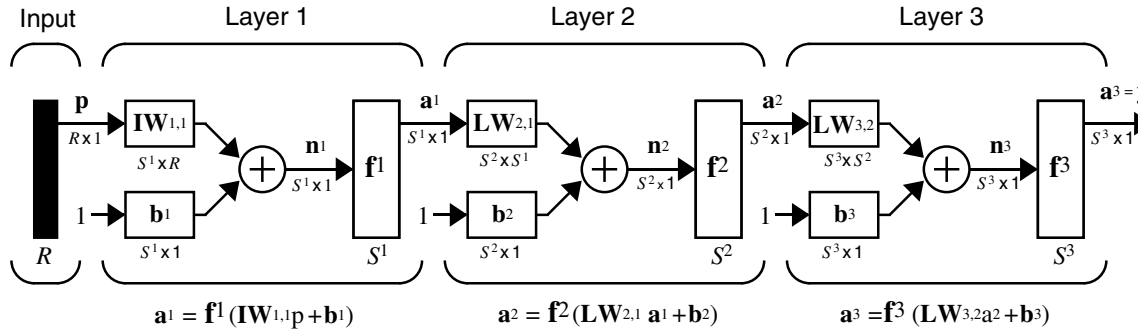 Input Layer 1 Layer 2 Layer 3
p a1 a2 a3 =
IW1,1 LW2,1 LW3,2
R x 1 S1 x 1 S2 x 1 S3 x 1
S1 x R n1 f1 S2 x S1 n2 f2 S3 x S2 n3 f3
S1 x 1 S2 x 1 S3 x 1
1 b1 1 b2 1 b3
R S1 x 1 S1 S2 x 1 S2 S3 x 1 S3
a1 = f1 (IW1,1p + b1) a2 = f2 (LW2,1 a1 + b2) a3 = f3 (LW3,2a2 + b3)